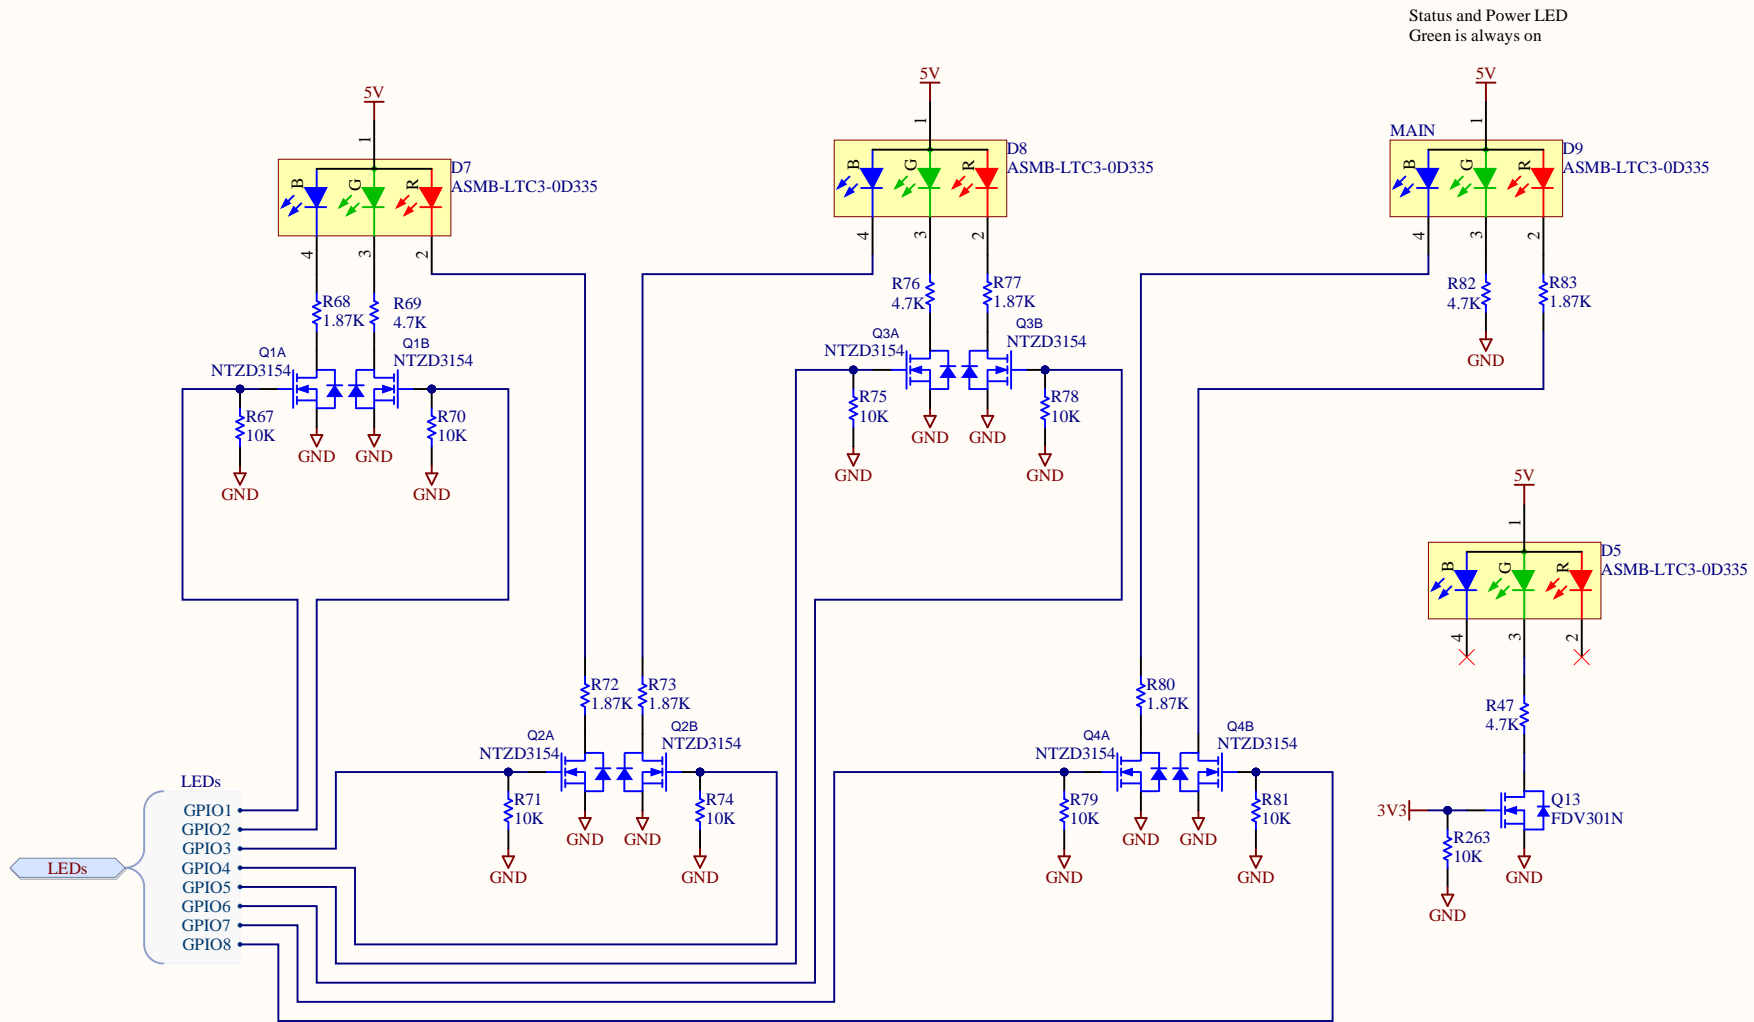 Status and Power LED
Green is always on
5V
1
B
G
R
D7
ASMB-LTC3-0D335
4
3
2
R68
1.87K
R69
4.7K
Q1A
NTZD3154
Q1B
NTZD3154
R67
10K
R70
10K
GND
GND
GND
GND
5V
1
B
G
R
D8
ASMB-LTC3-0D335
4
3
2
R76
4.7K
R77
1.87K
Q3A
NTZD3154
Q3B
NTZD3154
R75
10K
R78
10K
GND
GND
GND
GND
5V
1
MAIN
B
G
R
D9
ASMB-LTC3-0D335
4
3
2
R82
4.7K
R83
1.87K
GND
5V
1
B
G
R
D5
ASMB-LTC3-0D335
4
3
2
R47
4.7K
3V3
Q13
FDV301N
R263
10K
GND
GND
R72
1.87K
R73
1.87K
Q2A
NTZD3154
Q2B
NTZD3154
R71
10K
R74
10K
GND
GND
GND
GND
R80
1.87K
Q4A
NTZD3154
Q4B
NTZD3154
R79
10K
R81
10K
GND
GND
GND
GND
LEDs
GPIO1
GPIO2
GPIO3
GPIO4
GPIO5
GPIO6
GPIO7
GPIO8
LEDs